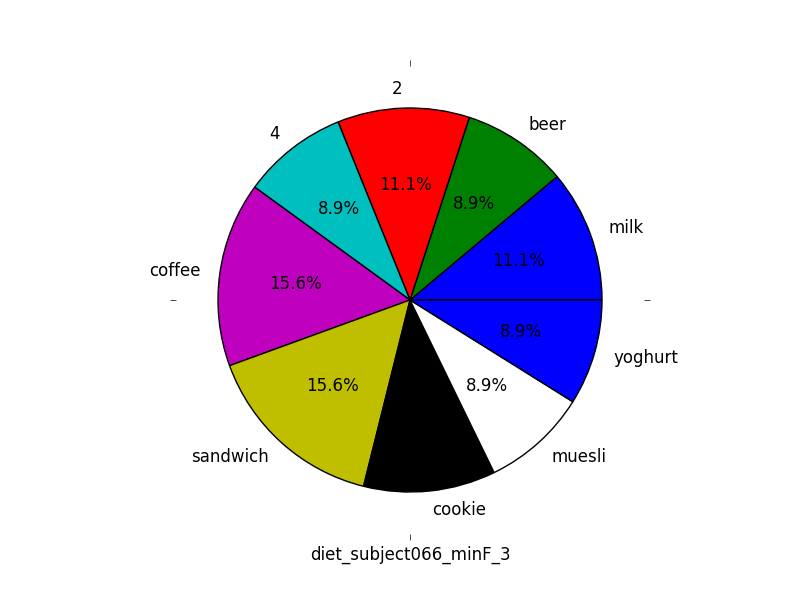 2
beer
4
11.1%
8.9%
8.9%
milk
11.1%
coffee
15.6%
8.9%
yoghurt
15.6%
8.9%
sandwich
muesli
cookie
diet_subject066_minF_3